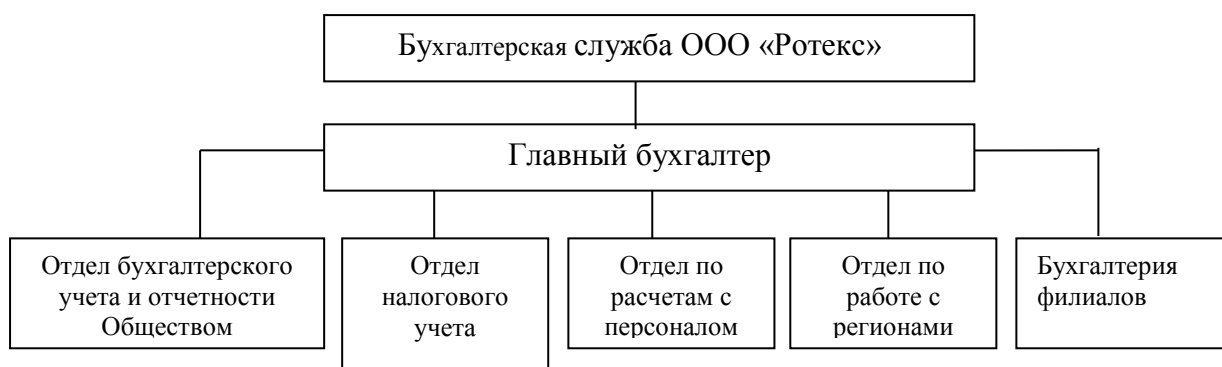 Бухгалтерская служба ООО «Ротекс»
Главный бухгалтер
Отдел бухгалтерского
учета и отчетности
Обществом
Отдел
налогового
учета
Отдел по
расчетам с
персоналом
Отдел по
работе с
регионами
Бухгалтерия
филиалов